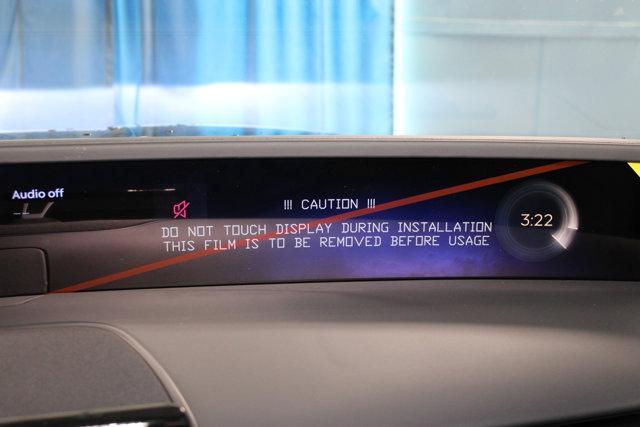 Audio off
!!! CAUTION !!!
DO NOT TOUCH DISPLAY DURING INSTALLATION
THIS FILM IS TO BE REMOVED BEFORE USAGE
3:22